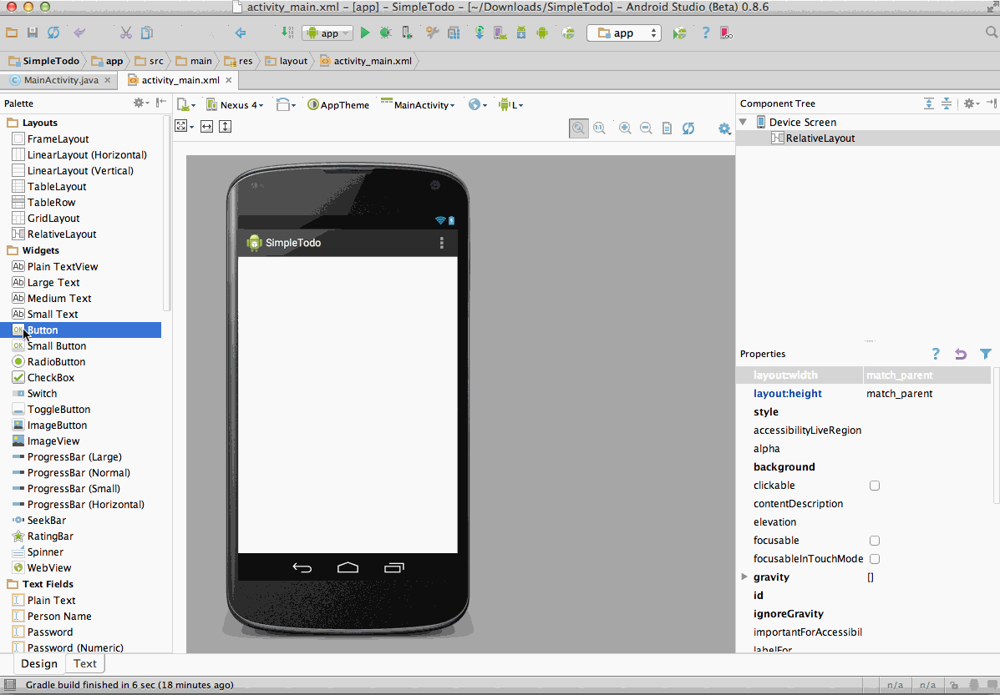 activity_main.xml - [app] - SimpleTodo - [~/Downloads/SimpleTodo] - Android Studio (Beta) 0.8.6
app
app
?
SimpleTodo app src main res layout activity_main.xml
MainActivity.java activity_main.xml
Palette
Nexus 4 AppTheme MainActivity L
Component Tree
Layouts
FrameLayout
LinearLayout (Horizontal)
LinearLayout (Vertical)
TableLayout
TableRow
GridLayout
RelativeLayout
Widgets
Ab Plain TextView
Ab Large Text
Ab Medium Text
Ab Small Text
OK Button
OK Small Button
RadioButton
CheckBox
Switch
ToggleButton
ImageButton
ImageView
ProgressBar (Large)
ProgressBar (Normal)
ProgressBar (Small)
ProgressBar (Horizontal)
SeekBar
RatingBar
Spinner
WebView
Text Fields
Plain Text
Person Name
Password
Password (Numeric)
SimpleTodo
Device Screen
RelativeLayout
Properties ?
layout:width match_parent
layout:height match_parent
style
accessibilityLiveRegion
alpha
background
clickable
contentDescription
elevation
focusable
focusableInTouchMode
gravity []
id
ignoreGravity
importantForAccessibil
labelFor
Design Text
Gradle build finished in 6 sec (18 minutes ago)
n/a n/a